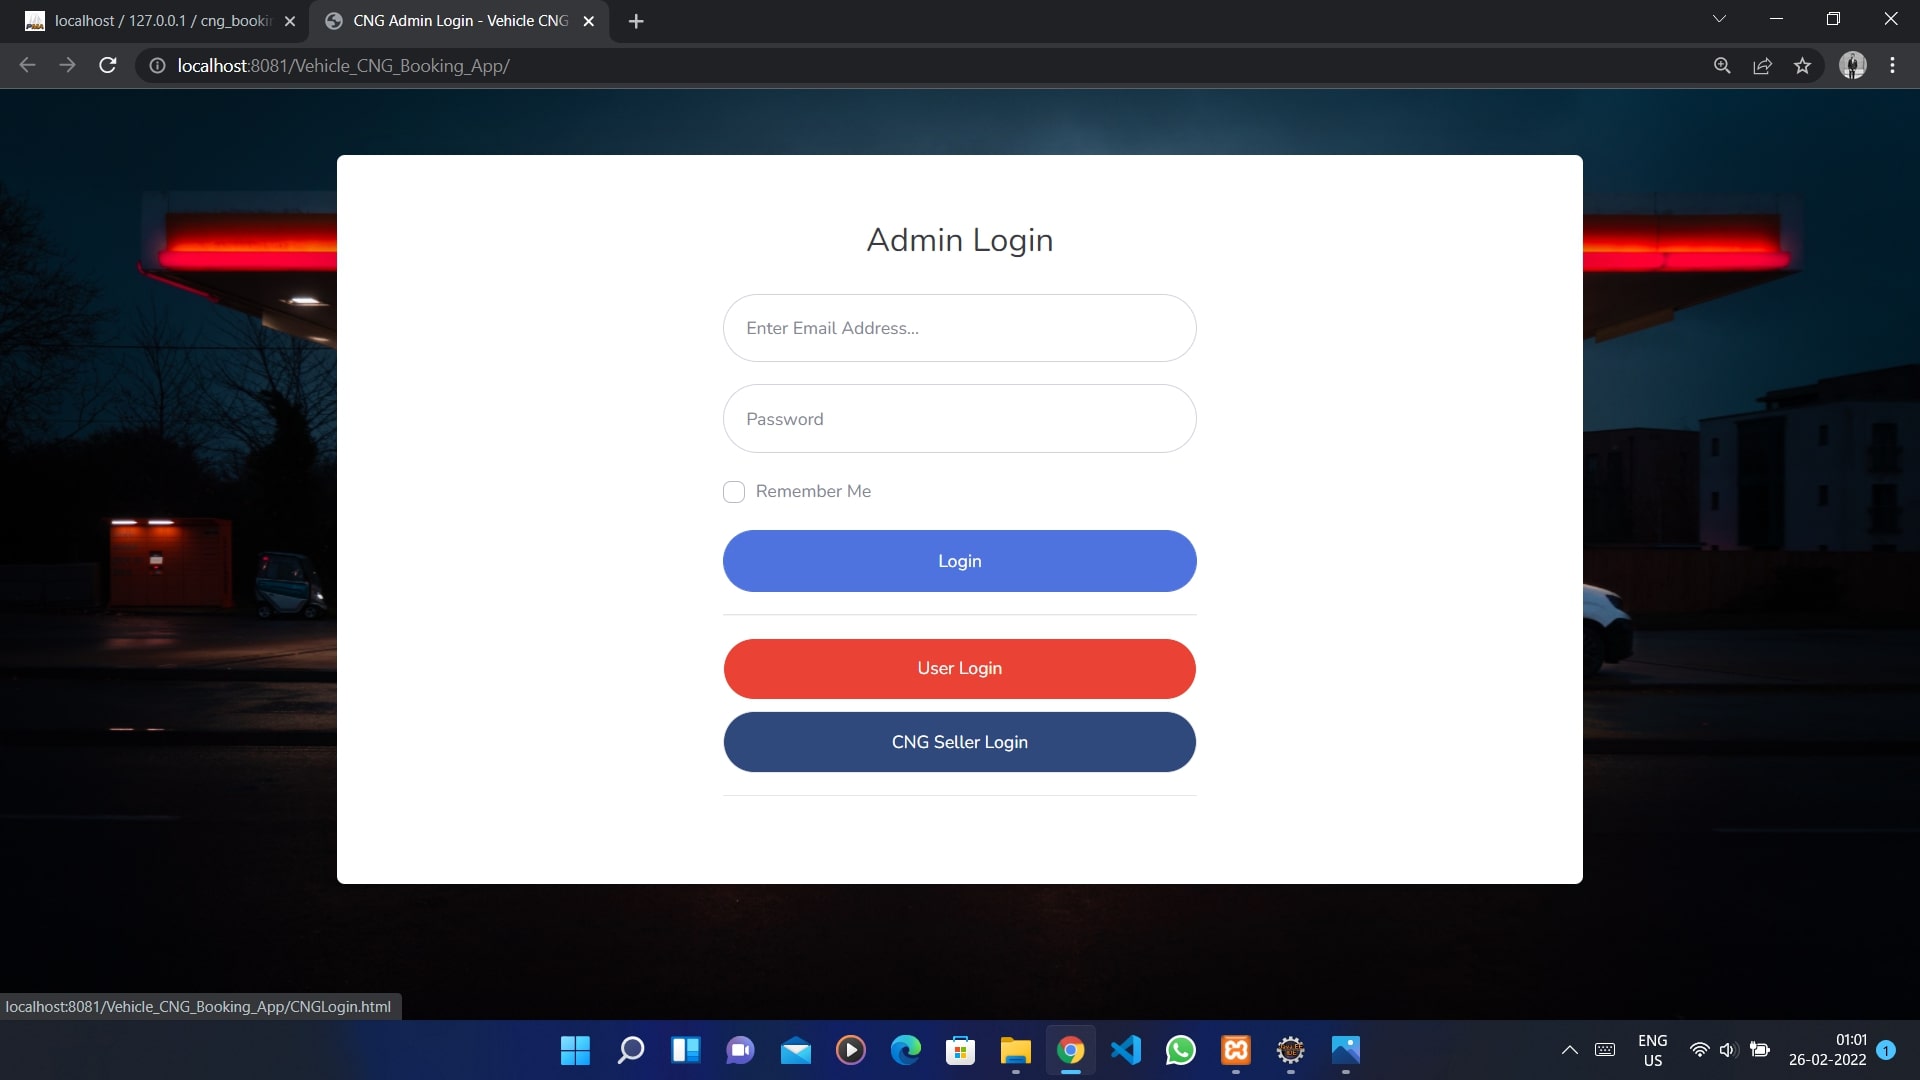 localhost / 127.0.0.1 / cng_bookin
CNG Admin Login - Vehicle CNG
localhost:8081/Vehicle_CNG_Booking_App/
Admin Login
Enter Email Address...
Password
Remember Me
Login
User Login
CNG Seller Login
localhost:8081/Vehicle_CNG_Booking_App/CNGLogin.html
ENG
US
01:01
26-02-2022
1